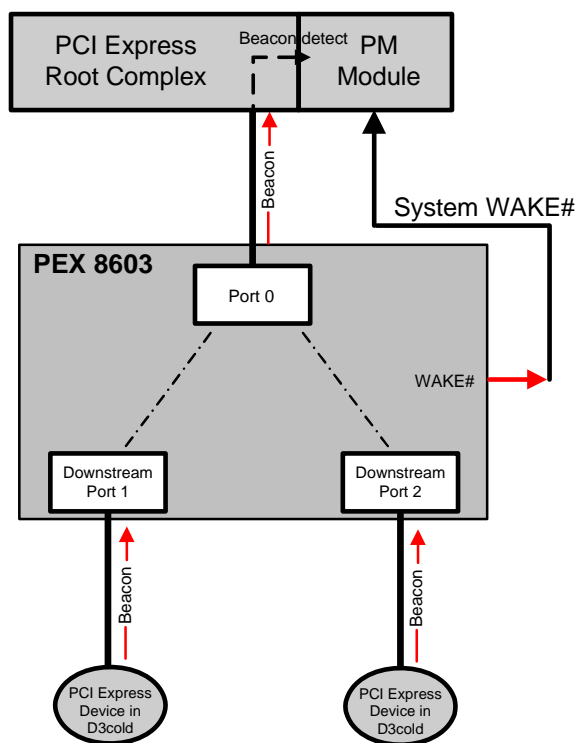 PCI Express
Root Complex
Beacon detect
PM
Module
Beacon
System WAKE#
PEX 8603
Port 0
WAKE#
Downstream
Port 1
Downstream
Port 2
Beacon
Beacon
PCI Express
Device in
D3cold
PCI Express
Device in
D3cold